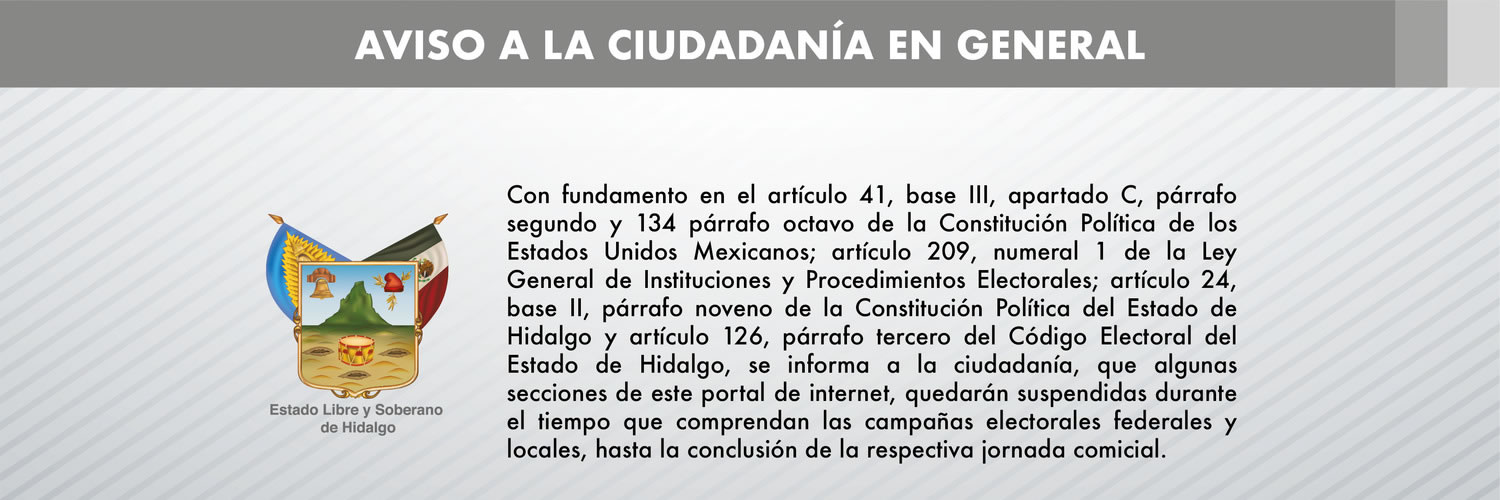 AVISO A LA CIUDADANÍA EN GENERAL
Con fundamento en el artículo 41, base III, apartado C, párrafo
segundo y 134 párrafo octavo de la Constitución Política de los
Estados Unidos Mexicanos; artículo 209, numeral 1 de la Ley
General de Instituciones y Procedimientos Electorales; artículo 24,
base II, párrafo noveno de la Constitución Política del Estado de
Hidalgo y artículo 126, párrafo tercero del Código Electoral del
Estado de Hidalgo, se informa a la ciudadanía, que algunas
secciones de este portal de internet, quedarán suspendidas durante
el tiempo que comprendan las campañas electorales federales y
locales, hasta la conclusión de la respectiva jornada comicial.
Estado Libre y Soberano
de Hidalgo